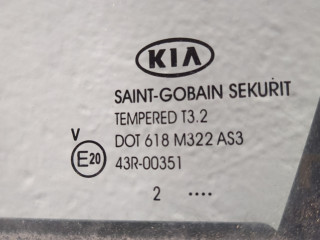 KIA
SAINT-GOBAIN SEKURIT
TEMPERED T3.2
V
DOT 618 M322 AS3
E20
43R-00351
2 ....